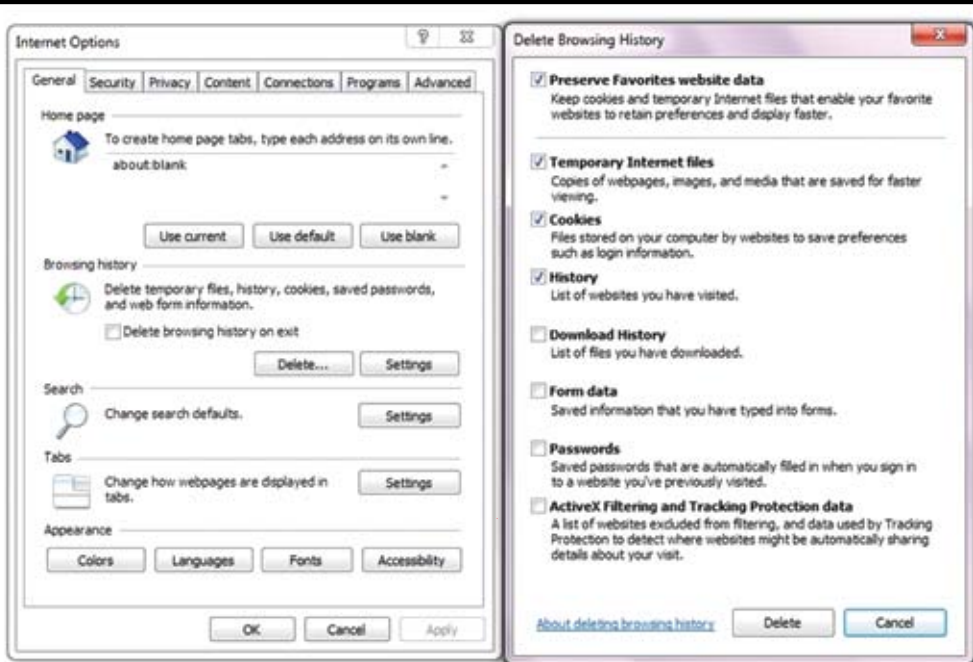 Internet Options
General Security Privacy Content Connections Programs Advanced
Home page
To create home page tabs, type each address on its own line.
about:blank
Use current Use default Use blank
Browsing history
Delete temporary files, history, cookies, saved passwords,
and web form information.
Delete browsing history on exit
Delete... Settings
Search
Change search defaults.
Settings
Tabs
Change how webpages are displayed in
tabs.
Settings
Appearance
Colors Languages Fonts Accessibility
OK Cancel Apply
Delete Browsing History
Preserve Favorites website data
Keep cookies and temporary Internet files that enable your favorite
websites to retain preferences and display faster.
Temporary Internet files
Copies of webpages, images, and media that are saved for faster
viewing.
Cookies
Files stored on your computer by websites to save preferences
such as login information.
History
List of websites you have visited.
Download History
List of files you have downloaded.
Form data
Saved information that you have typed into forms.
Passwords
Saved passwords that are automatically filled in when you sign in
to a website you've previously visited.
ActiveX Filtering and Tracking Protection data
A list of websites excluded from filtering, and data used by Tracking
Protection to detect where websites might be automatically sharing
details about your visit.
About deleting browsing history Delete Cancel